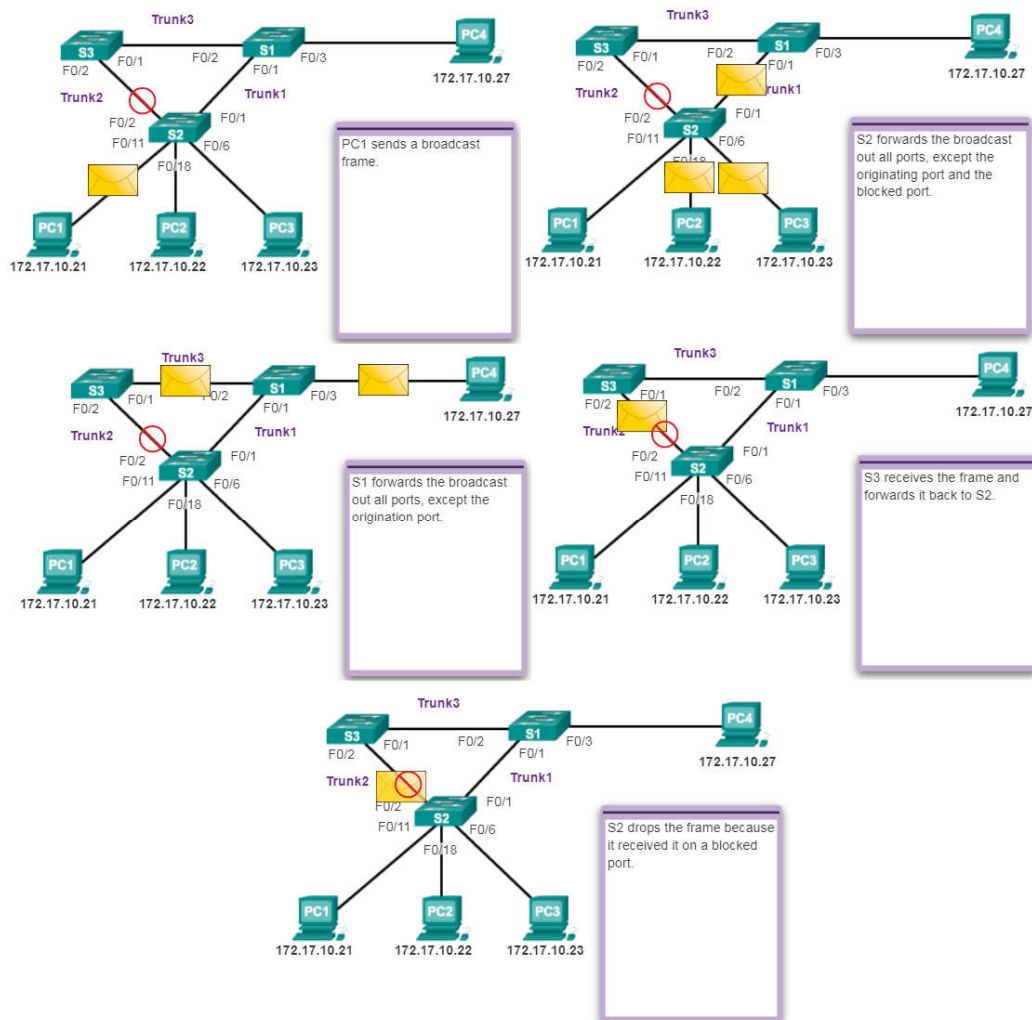 Trunk3
S3
S1
PC4
F0/2
F0/1
F0/2
F0/1
F0/3
172.17.10.27
Trunk2
Trunk1
F0/2
F0/1
S2
F0/11
F0/6
F0/18
PC1
PC2
PC3
172.17.10.21
172.17.10.22
172.17.10.23
PC1 sends a broadcast
frame.
Trunk3
S3
S1
PC4
F0/2
F0/1
F0/2
F0/1
F0/3
172.17.10.27
Trunk2
F0/2
F0/1
S2
F0/11
F0/6
PC1
PC2
PC3
172.17.10.21
172.17.10.22
172.17.10.23
S2 forwards the broadcast
out all ports, except the
originating port and the
blocked port.
Trunk3
S3
S1
PC4
F0/2
F0/1
F0/2
F0/1
F0/3
172.17.10.27
Trunk2
Trunk1
F0/2
F0/1
S2
F0/11
F0/6
F0/18
PC1
PC2
PC3
172.17.10.21
172.17.10.22
172.17.10.23
S1 forwards the broadcast
out all ports, except the
origination port.
Trunk3
S3
S1
PC4
F0/2
F0/1
F0/2
F0/1
F0/3
172.17.10.27
Trunk1
F0/2
F0/1
S2
F0/11
F0/6
F0/18
PC1
PC2
PC3
172.17.10.21
172.17.10.22
172.17.10.23
S3 receives the frame and
forwards it back to S2.
Trunk3
S3
S1
PC4
F0/2
F0/1
F0/2
F0/1
F0/3
172.17.10.27
Trunk2
Trunk1
F0/2
F0/1
S2
F0/11
F0/6
F0/18
PC1
PC2
PC3
172.17.10.21
172.17.10.22
172.17.10.23
S2 drops the frame because
it received it on a blocked
port.